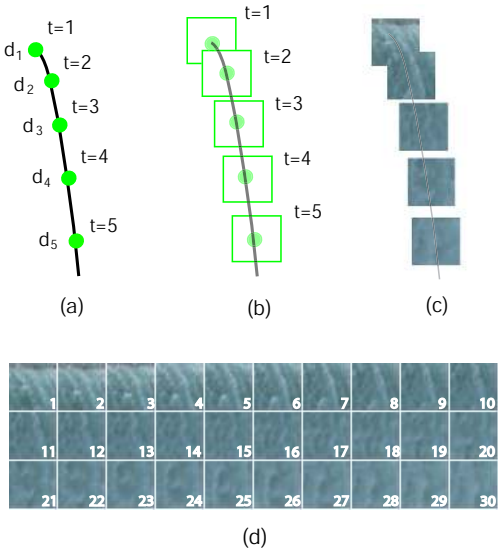 t=1
d1
t=2
d2
t=3
d3
t=4
d4
t=5
d5
(a)
t=1
t=2
t=3
t=4
t=5
(b)
(c)
1 2 3 4 5 6 7 8 9 10
11 12 13 14 15 16 17 18 19 20
21 22 23 24 25 26 27 28 29 30
(d)